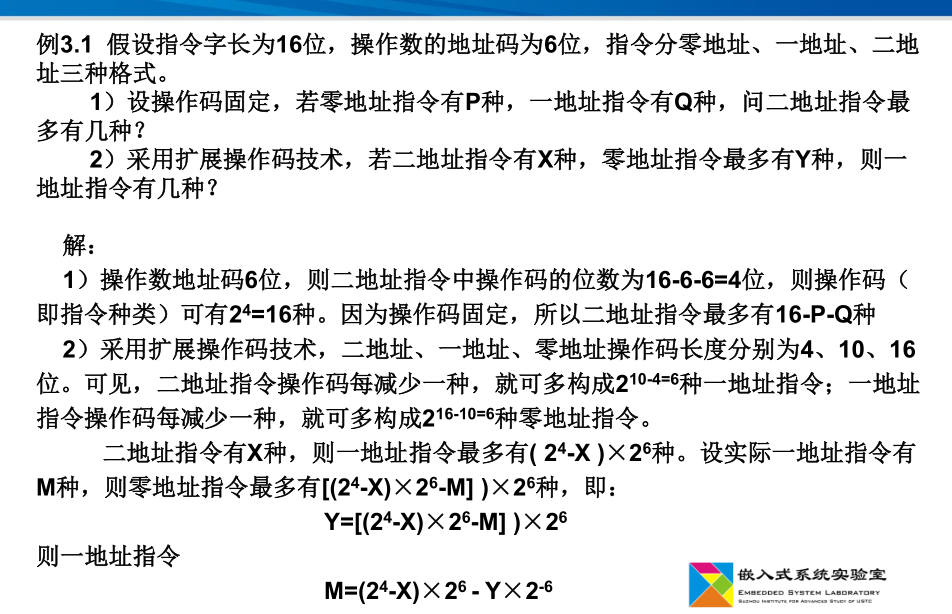 例3.1 假设指令字长为16位，操作数的地址码为6位，指令分零地址、一地址、二地
址三种格式。
1）设操作码固定，若零地址指令有P种，一地址指令有Q种，问二地址指令最
多有几种？
2）采用扩展操作码技术，若二地址指令有X种，零地址指令最多有Y种，则一
地址指令有几种？
解：
1）操作数地址码6位，则二地址指令中操作码的位数为16-6-6=4位，则操作码（
即指令种类）可有2⁴=16种。因为操作码固定，所以二地址指令最多有16-P-Q种
2）采用扩展操作码技术，二地址、一地址、零地址操作码长度分别为4、10、16
位。可见，二地址指令操作码每减少一种，就可多构成2¹⁰⁻⁴⁼⁶种一地址指令；一地址
指令操作码每减少一种，就可多构成2¹⁶⁻¹⁰⁼⁶种零地址指令。
二地址指令有X种，则一地址指令最多有( 2⁴-X )×2⁶种。设实际一地址指令有
M种，则零地址指令最多有[(2⁴-X)×2⁶-M] )×2⁶种，即：
Y=[(2⁴-X)×2⁶-M] )×2⁶
则一地址指令
M=(2⁴-X)×2⁶ - Y×2⁻⁶
嵌入式系统实验室
EMBEDDED SYSTEM LABORATORY
SUZHOU INSTITUTE FOR ADVANCED STUDY OF USTC